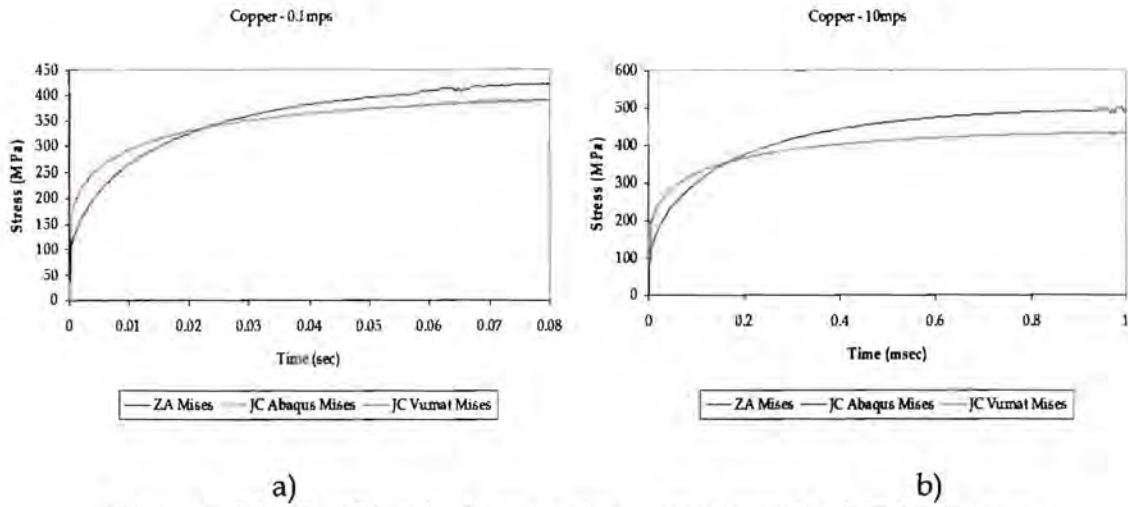 Copper - 0.1mps
Stress (MPa)
450
400
350
300
250
200
150
100
50
0
0 0.01 0.02 0.03 0.04 0.05 0.06 0.07 0.08
Time (sec)
ZA Mises JC Abaqus Mises JC Vumat Mises
a)
Copper - 10mps
Stress (MPa)
600
500
400
300
200
100
0
0 0.2 0.4 0.6 0.8 1
Time (msec)
ZA Mises JC Abaqus Mises JC Vumat Mises
b)